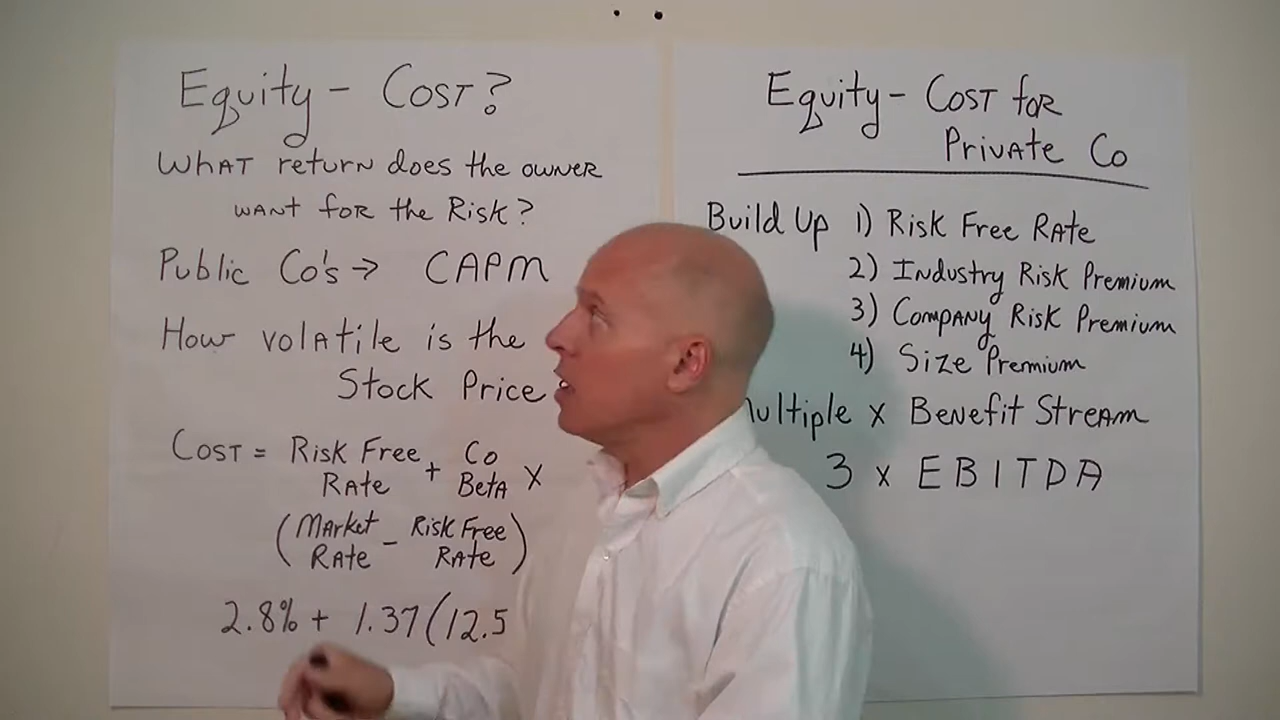 Equity - Cost?
What return does the owner
want for the Risk?
Public Co's → CAPM
How volatile is the
Stock Price
Cost = Risk Free Rate + Co Beta x
(Market Rate - Risk Free Rate)
2.8% + 1.37(12.5
Equity - Cost for
Private Co
Build Up 1) Risk Free Rate
2) Industry Risk Premium
3) Company Risk Premium
4) Size Premium
x Benefit Stream
3 x EBITDA